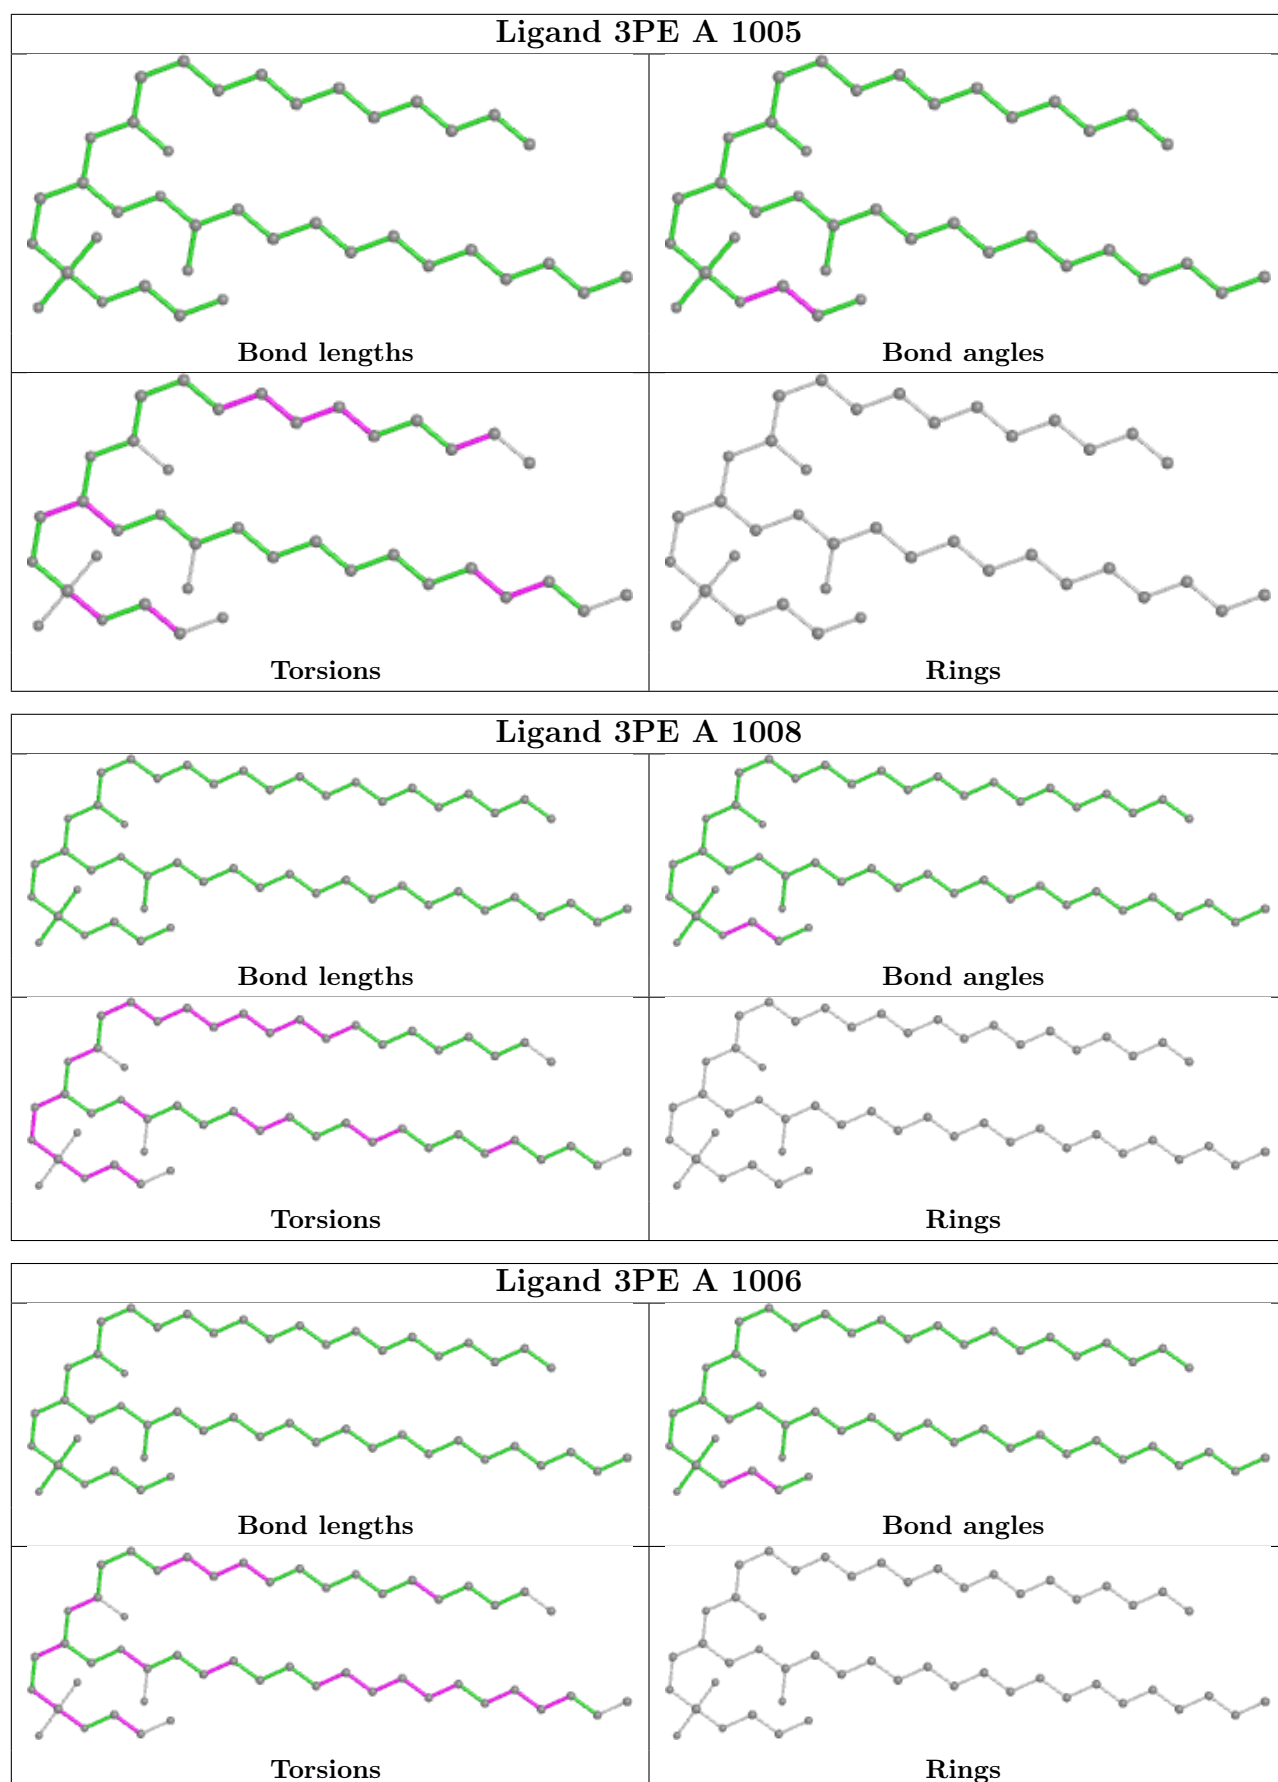 Ligand 3PE A 1005
Bond lengths
Bond angles
Torsions
Rings
Ligand 3PE A 1008
Bond lengths
Bond angles
Torsions
Rings
Ligand 3PE A 1006
Bond lengths
Bond angles
Torsions
Rings